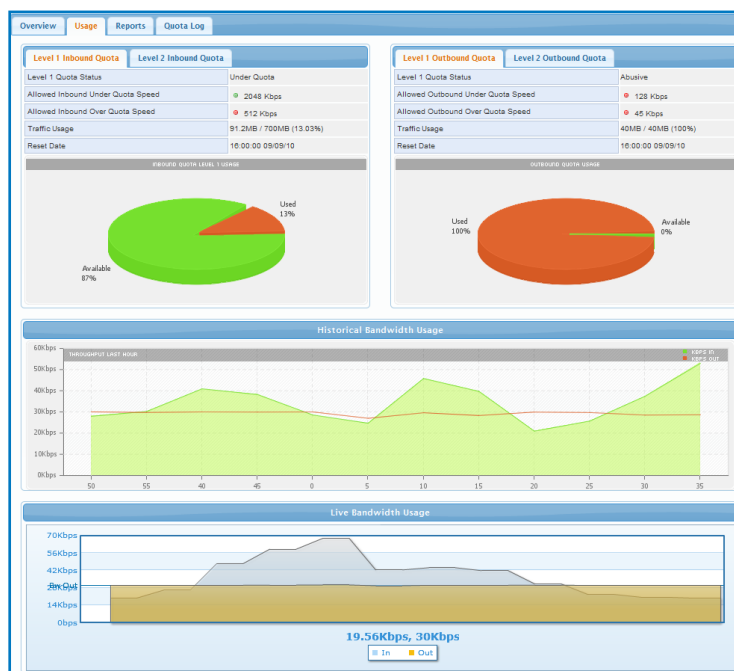 Overview Usage Reports Quota Log
Level 1 Inbound Quota Level 2 Inbound Quota
Level 1 Quota Status Under Quota
Allowed Inbound Under Quota Speed 2048 Kbps
Allowed Inbound Over Quota Speed 512 Kbps
Traffic Usage 91.2MB / 700MB (13.03%)
Reset Date 16:00:00 09/09/10
INBOUND QUOTA LEVEL 1 USAGE
Used
13%
Available
87%
Level 1 Outbound Quota Level 2 Outbound Quota
Level 1 Quota Status Abusive
Allowed Outbound Under Quota Speed 128 Kbps
Allowed Outbound Over Quota Speed 45 Kbps
Traffic Usage 40MB / 40MB (100%)
Reset Date 16:00:00 09/09/10
OUTBOUND QUOTA USAGE
Used
100%
Available
0%
Historical Bandwidth Usage
THROUGHPUT LAST HOUR
KBPS IN
KBPS OUT
60Kbps
50Kbps
40Kbps
30Kbps
20Kbps
10Kbps
0Kbps
50 55 40 45 0 5 10 15 20 25 30 35
Live Bandwidth Usage
70Kbps
56Kbps
42Kbps
28Kbps
14Kbps
0bps
19.56Kbps, 30Kbps
In Out